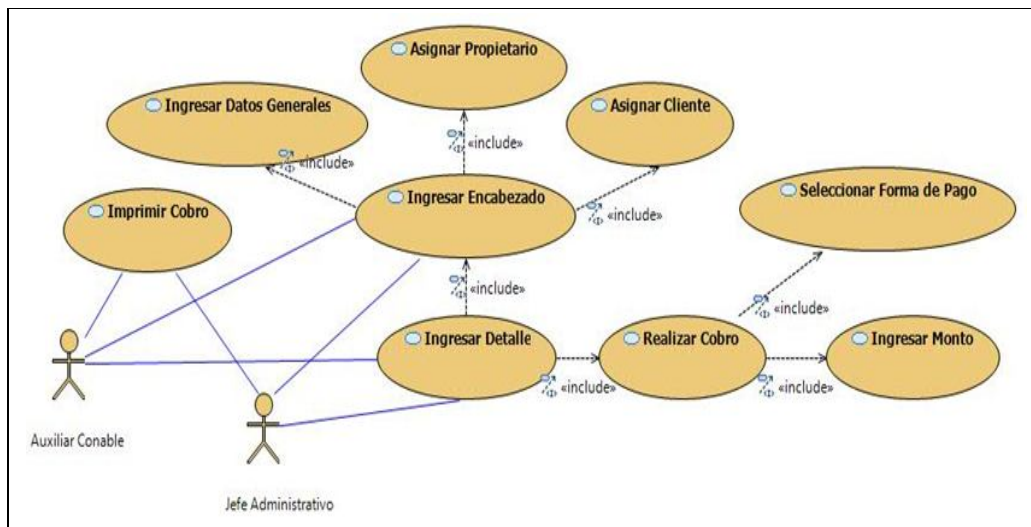 Asignar Propietario
Ingresar Datos Generales
Asignar Cliente
«include»
«include»
Ingresar Encabezado
Seleccionar Forma de Pago
Imprimir Cobro
«include»
«include»
«include»
Ingresar Detalle
Realizar Cobro
Ingresar Monto
«include»
«include»
Auxiliar Conable
Jefe Administrativo